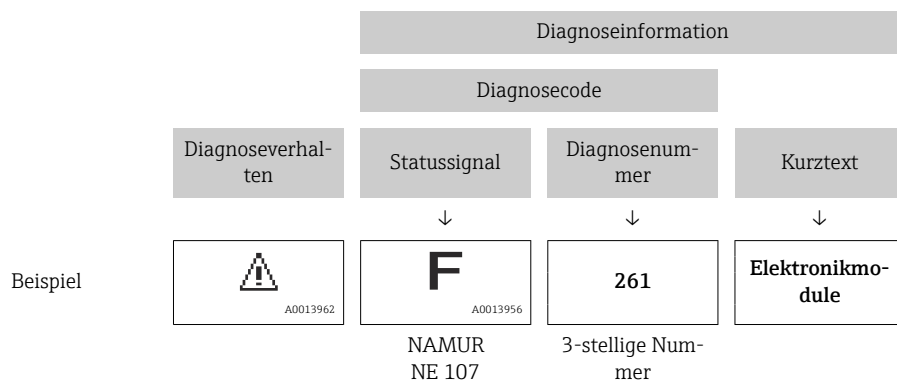 Diagnoseinformation
Diagnosecode
Diagnoseverhal-
ten
Statussignal
Diagnosenum-
mer
Kurztext
↓ ↓ ↓
Beispiel
A0013962
F
A0013956
261
Elektronikmo-
dule
NAMUR
NE 107
3-stellige Num-
mer